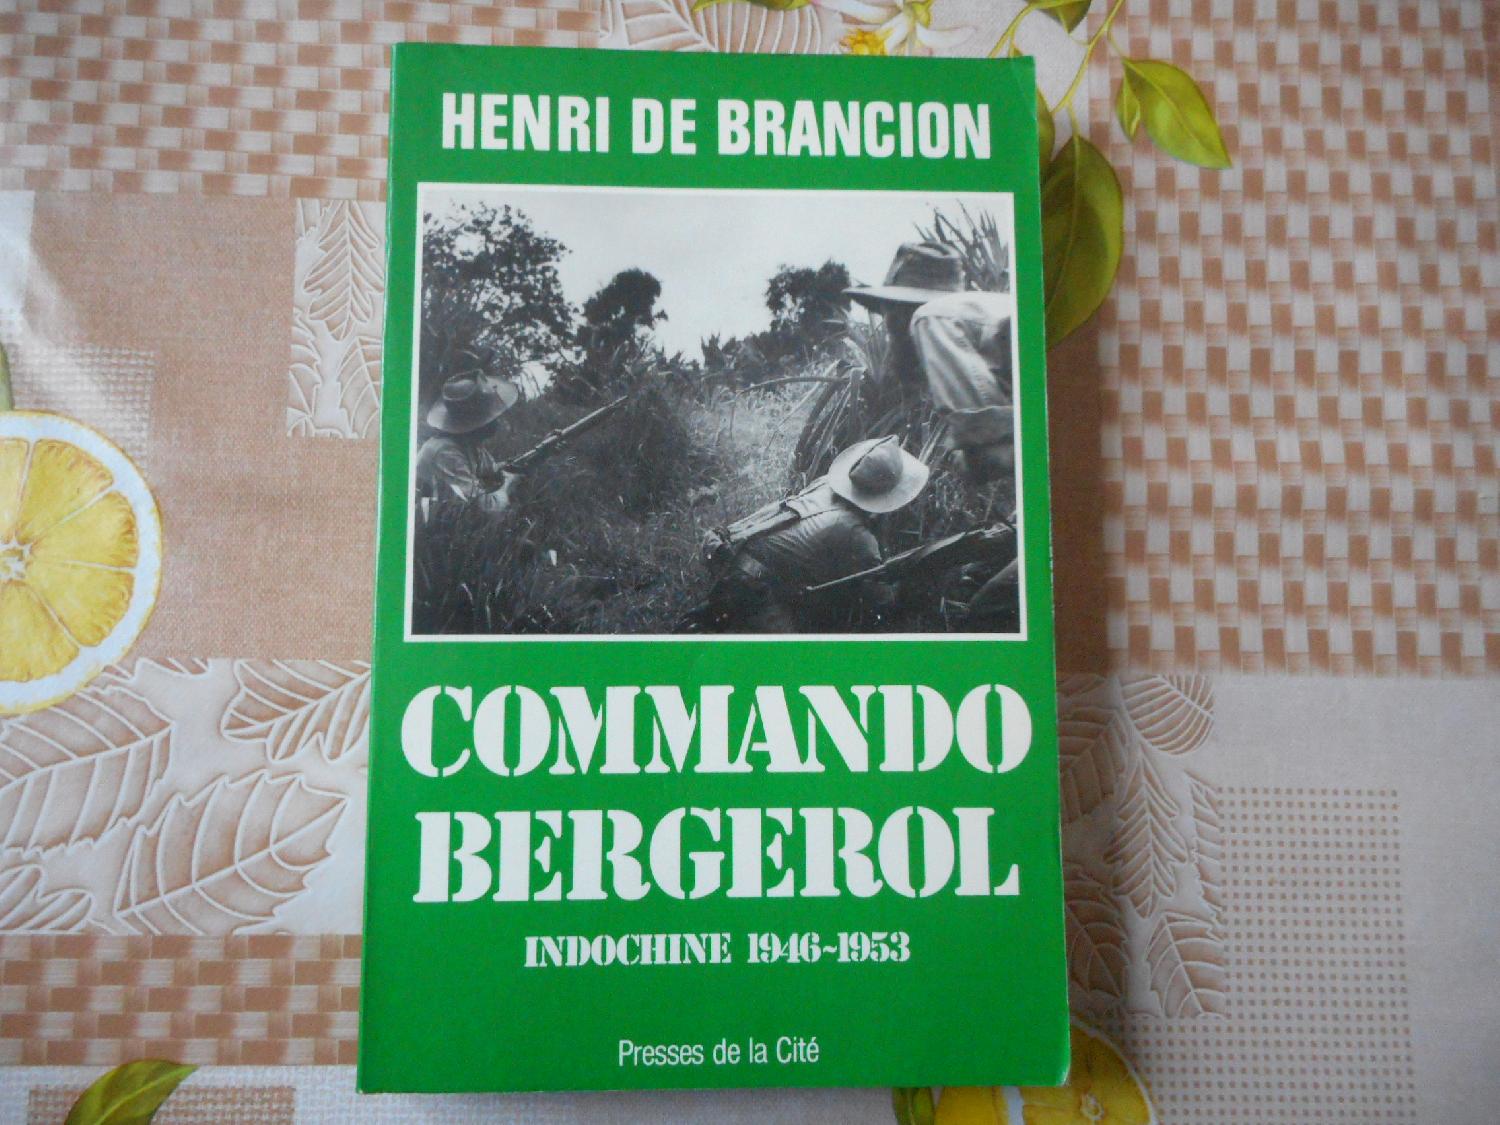 HENRI DE BRANCION
COMMANDO
BERGEROL
INDOCHINE 1946~1953
Presses de la Cité